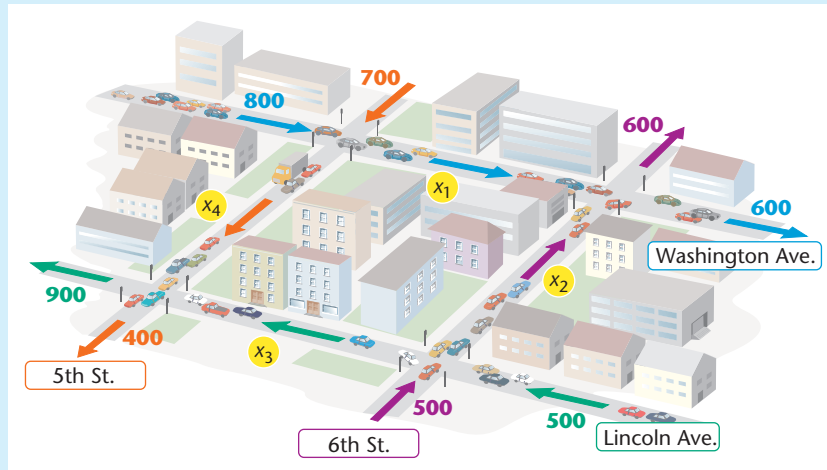 700
800
600
x1
x4
600
Washington Ave.
x2
900
400
x3
5th St.
500
500
6th St.
Lincoln Ave.